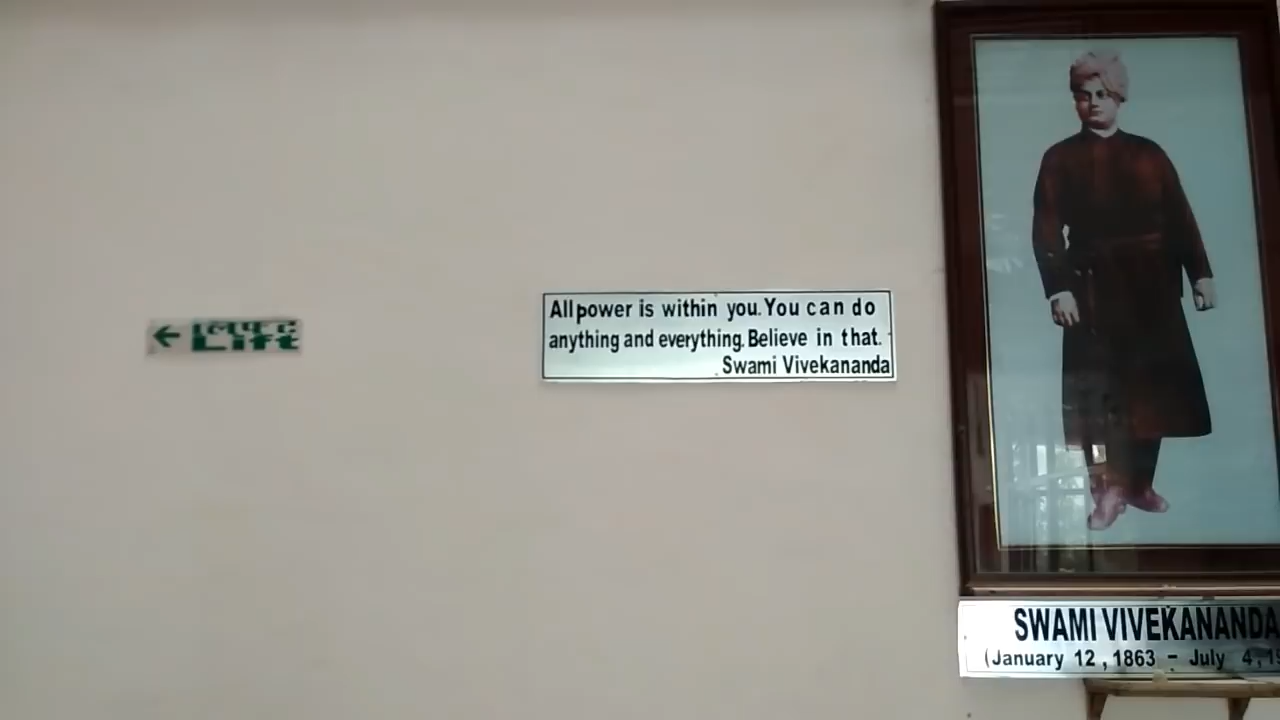 ← Lift
All power is within you. You can do
anything and everything. Believe in that.
Swami Vivekananda
SWAMI VIVEKANANDA
(January 12, 1863 - July 4, 19